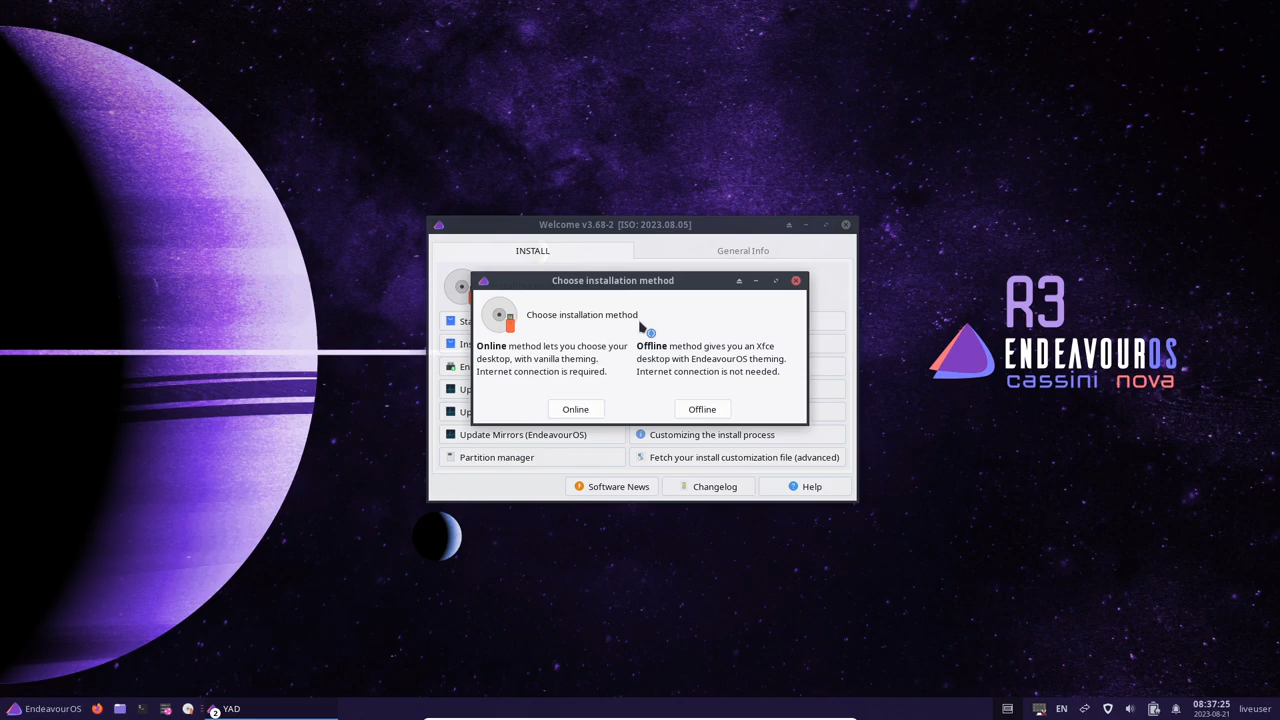 Welcome v3.68-2 [ISO: 2023.08.05]
INSTALL
General Info
Choose installation method
Choose installation method
Online method lets you choose your
desktop, with vanilla theming.
Internet connection is required.
Offline method gives you an Xfce
desktop with EndeavourOS theming.
Internet connection is not needed.
Online
Offline
Update Mirrors (EndeavourOS)
Customizing the install process
Partition manager
Fetch your install customization file (advanced)
Software News
Changelog
Help
R3
ENDEAVOUROS
cassini nova
EndeavourOS
2
YAD
EN
08:37:25
2023-08-21
liveuser